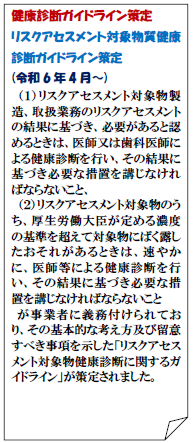 健康診断ガイドライン策定
リスクアセスメント対象物質健康
診断ガイドライン策定
(令和６年４月～)
（１）リスクアセスメント対象物製
造、取扱業務のリスクアセスメント
の結果に基づき、必要があると認
めるときは、医師又は歯科医師に
よる健康診断を行い、その結果に
基づき必要な措置を講じなけれ
ばならないこと、
（２）リスクアセスメント対象物のう
ち、厚生労働大臣が定める濃度
の基準を超えて対象物にばく露し
たおそれがあるときは、速やか
に、医師等による健康診断を行
い、その結果に基づき必要な措置
を講じなければならないこと
が事業者に義務付けられてお
り、その基本的な考え方及び留意
すべき事項を示した「リスクアセス
メント対象物健康診断に関するガ
イドライン」が策定されました。